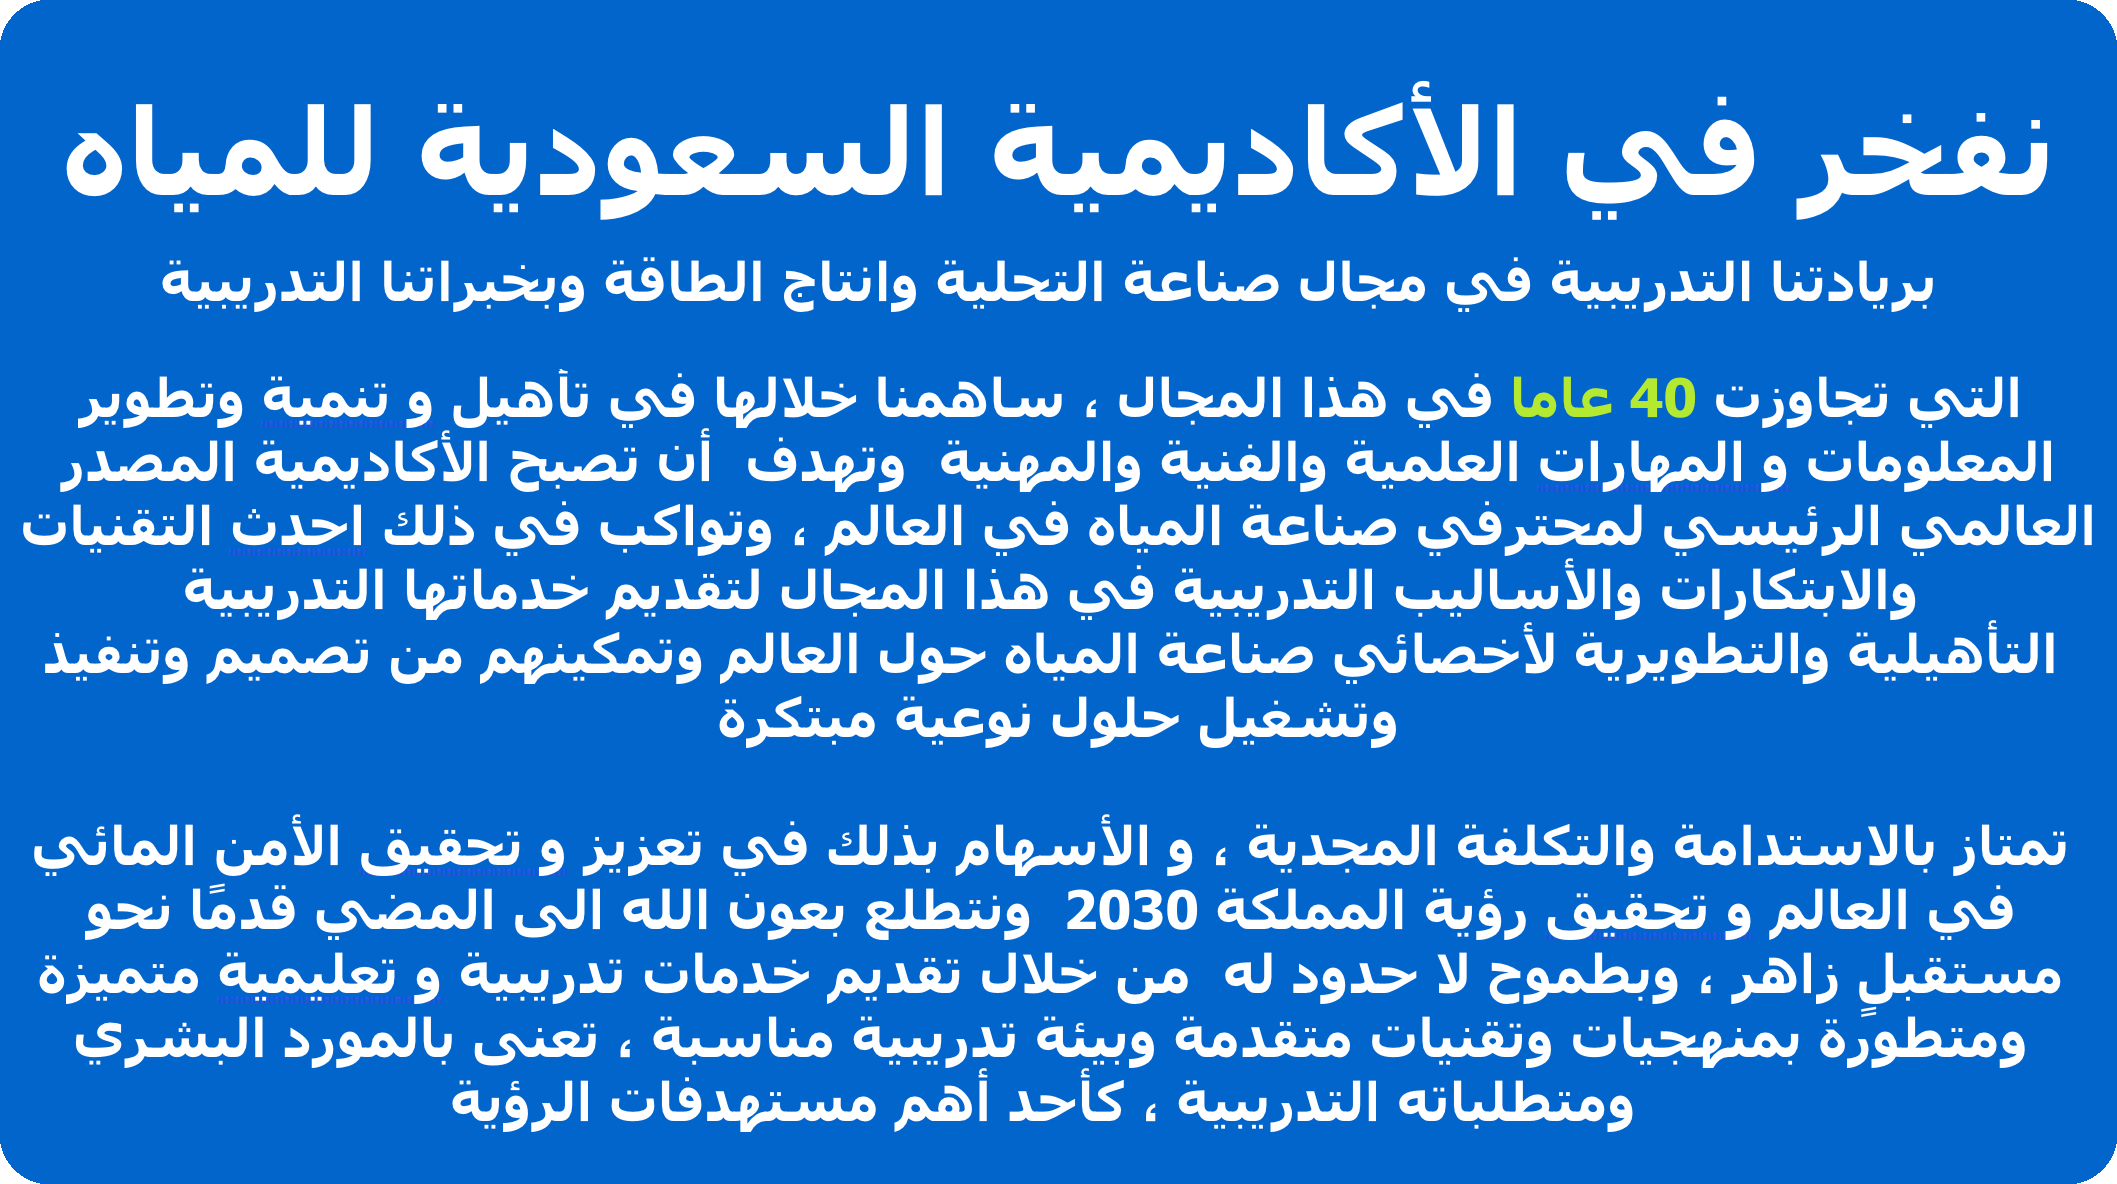 نفخر في الأكاديمية السعودية للمياه
بريادتنا التدريبية في مجال صناعة التحلية وانتاج الطاقة وبخبراتنا التدريبية
التي تجاوزت 40 عاما في هذا المجال ، ساهمنا خلالها في تأهيل و تنمية وتطوير
المعلومات و المهارات العلمية والفنية والمهنية وتهدف أن تصبح الأكاديمية المصدر
العالمي الرئيسي لمحترفي صناعة المياه في العالم ، وتواكب في ذلك احدث التقنيات
والابتكارات والأساليب التدريبية في هذا المجال لتقديم خدماتها التدريبية
التأهيلية والتطويرية لأخصائي صناعة المياه حول العالم وتمكينهم من تصميم وتنفيذ
وتشغيل حلول نوعية مبتكرة
تمتاز بالاستدامة والتكلفة المجدية ، و الأسهام بذلك في تعزيز و تحقيق الأمن المائي
في العالم و تحقيق رؤية المملكة 2030 ونتطلع بعون الله الى المضي قدمًا نحو
مستقبلٍ زاهر ، وبطموح لا حدود له من خلال تقديم خدمات تدريبية و تعليمية متميزة
ومتطورة بمنهجيات وتقنيات متقدمة وبيئة تدريبية مناسبة ، تعنى بالمورد البشري
ومتطلباته التدريبية ، كأحد أهم مستهدفات الرؤية